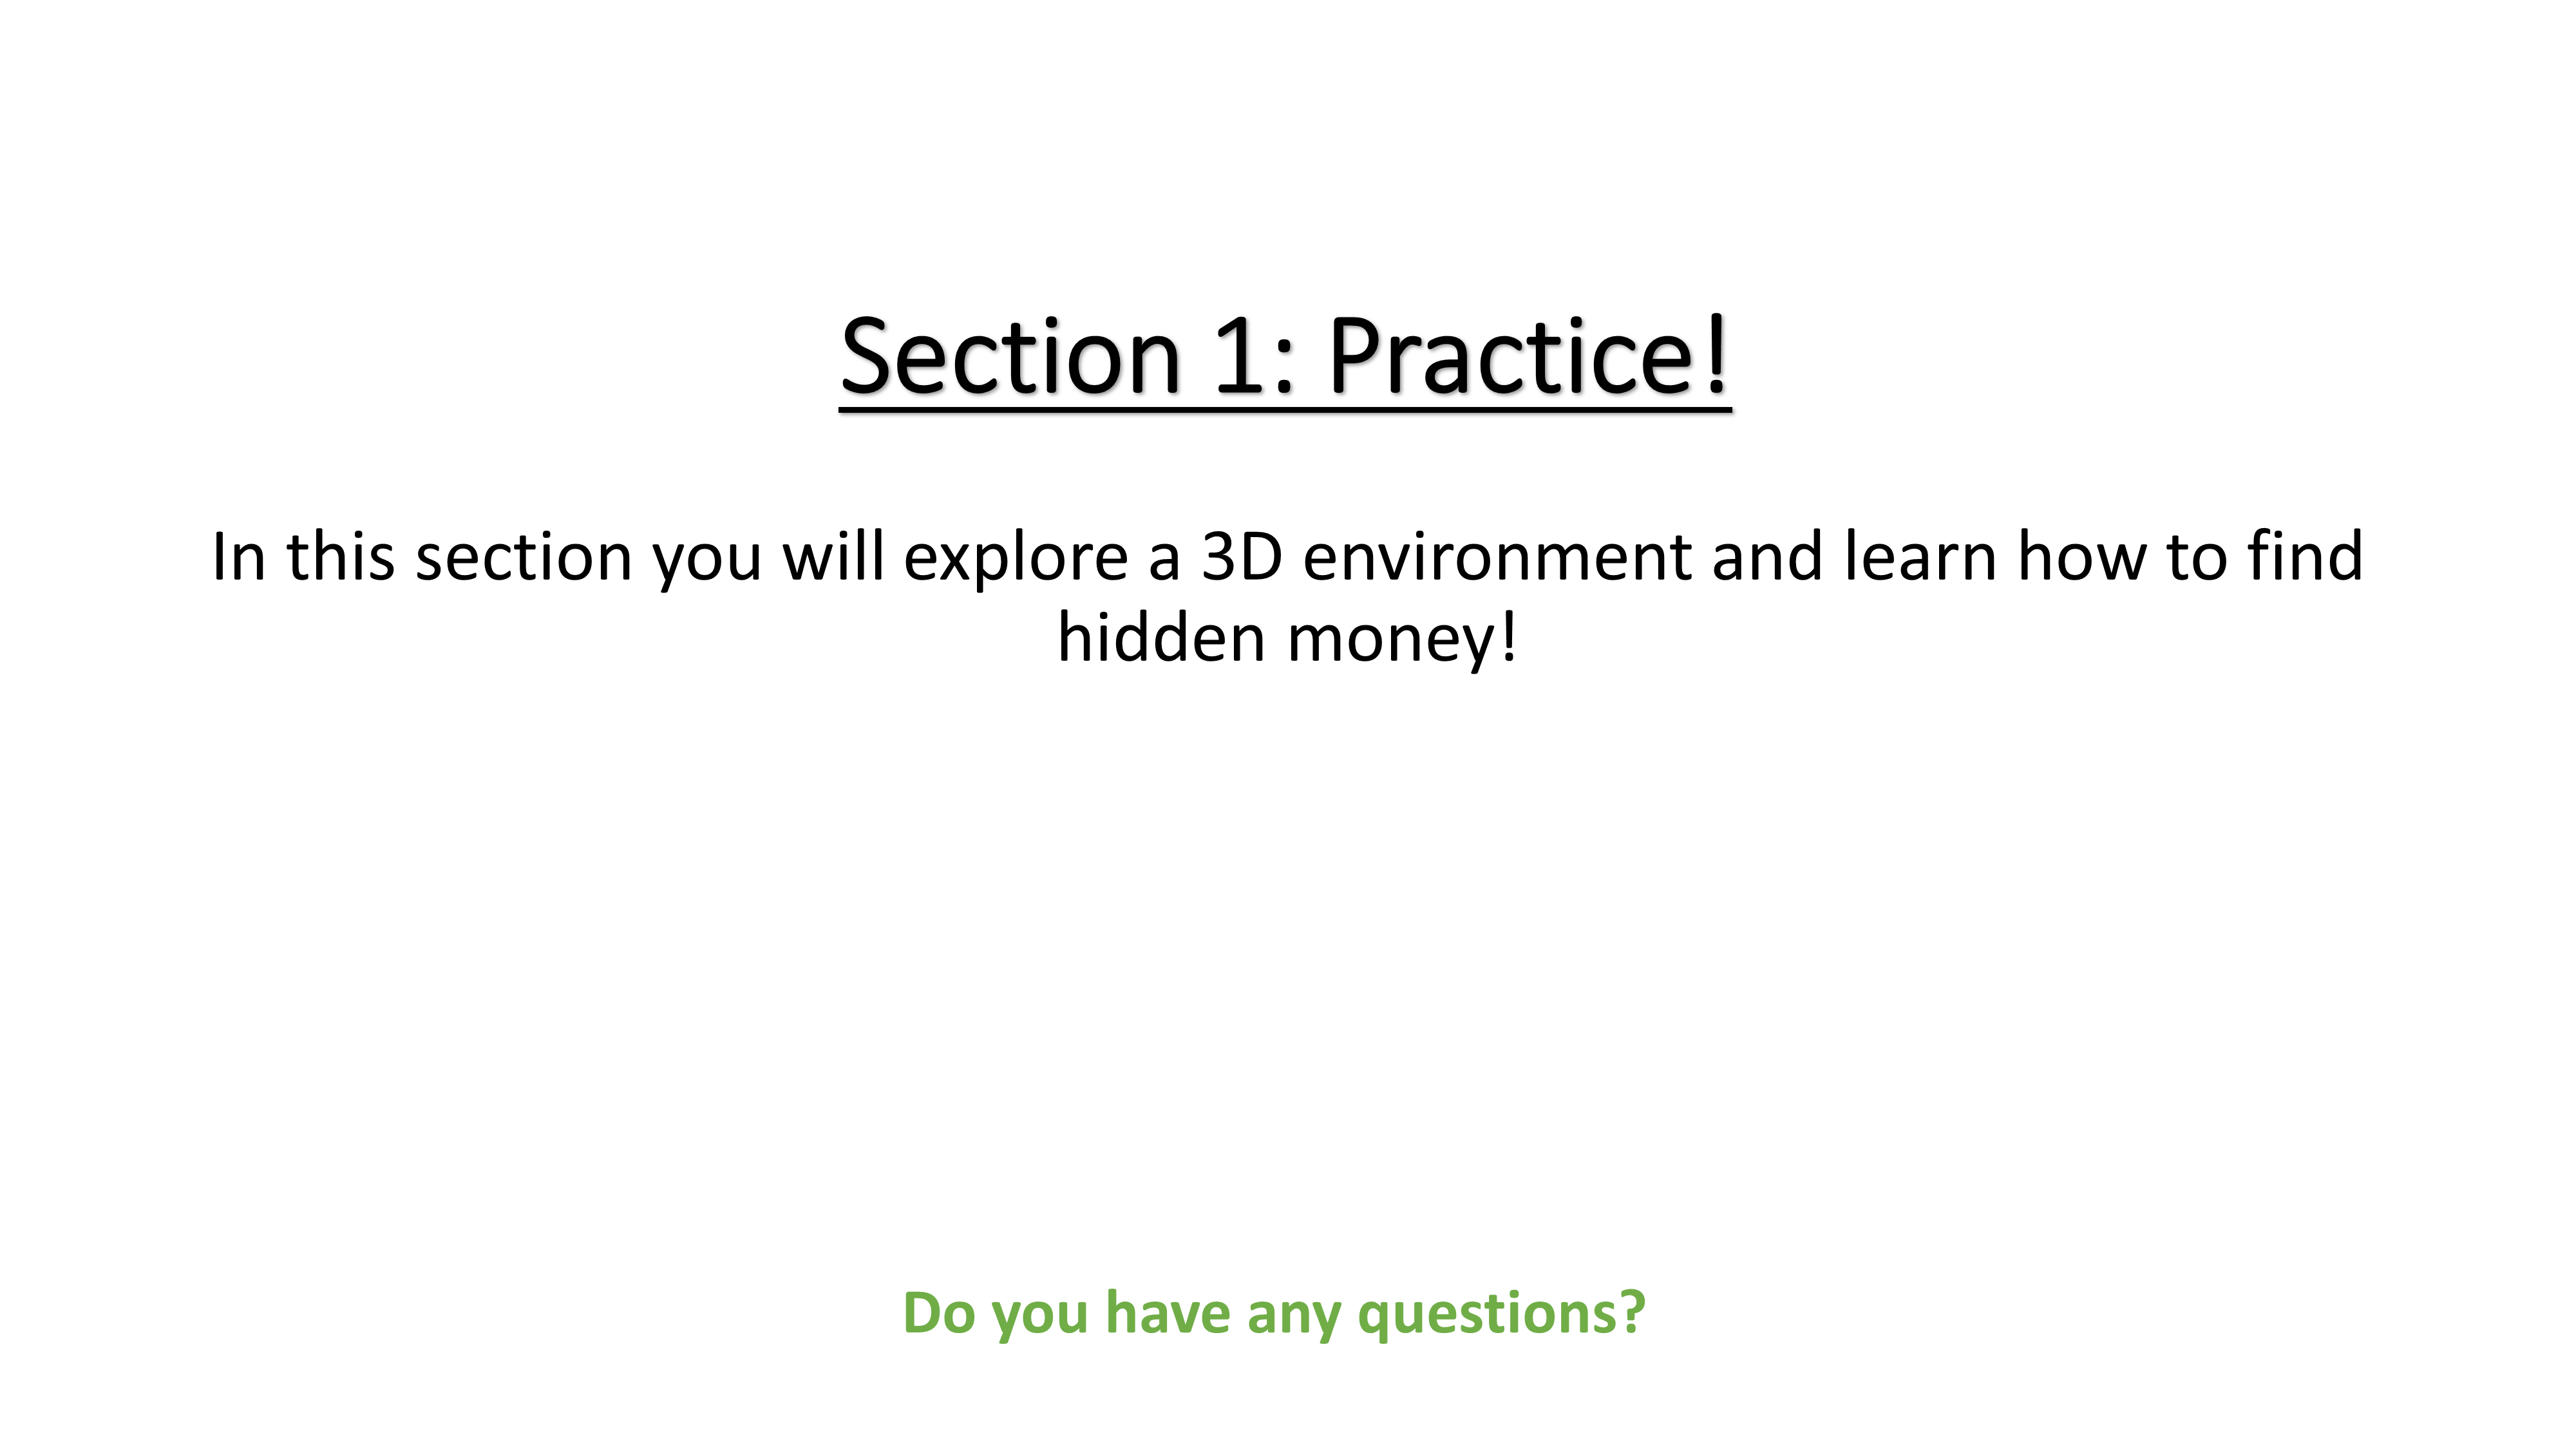 Section 1: Practice!
In this section you will explore a 3D environment and learn how to find
hidden money!
Do you have any questions?